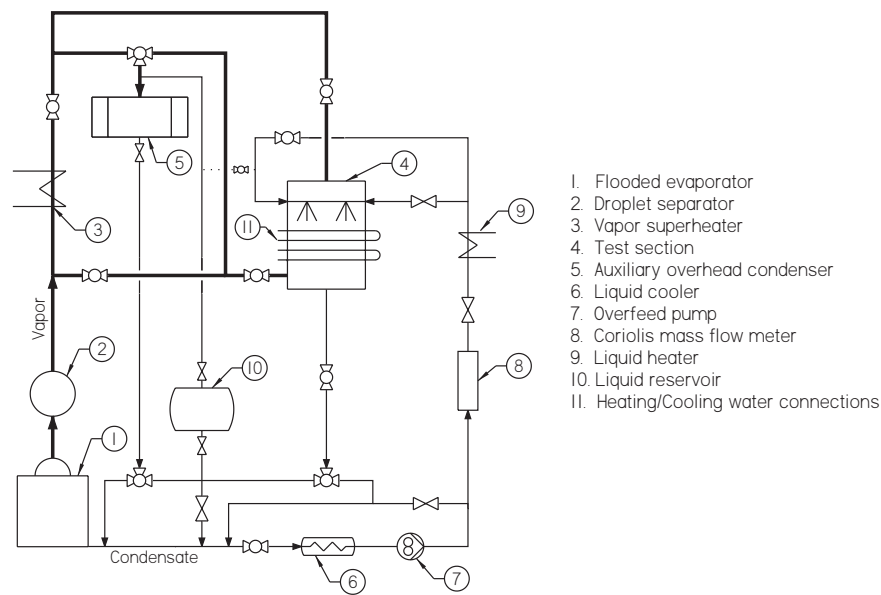 5
4
11
9
3
Vapor
2
10
8
1
Condensate
6
7
1. Flooded evaporator
2. Droplet separator
3. Vapor superheater
4. Test section
5. Auxiliary overhead condenser
6. Liquid cooler
7. Overfeed pump
8. Coriolis mass flow meter
9. Liquid heater
10. Liquid reservoir
11. Heating/Cooling water connections